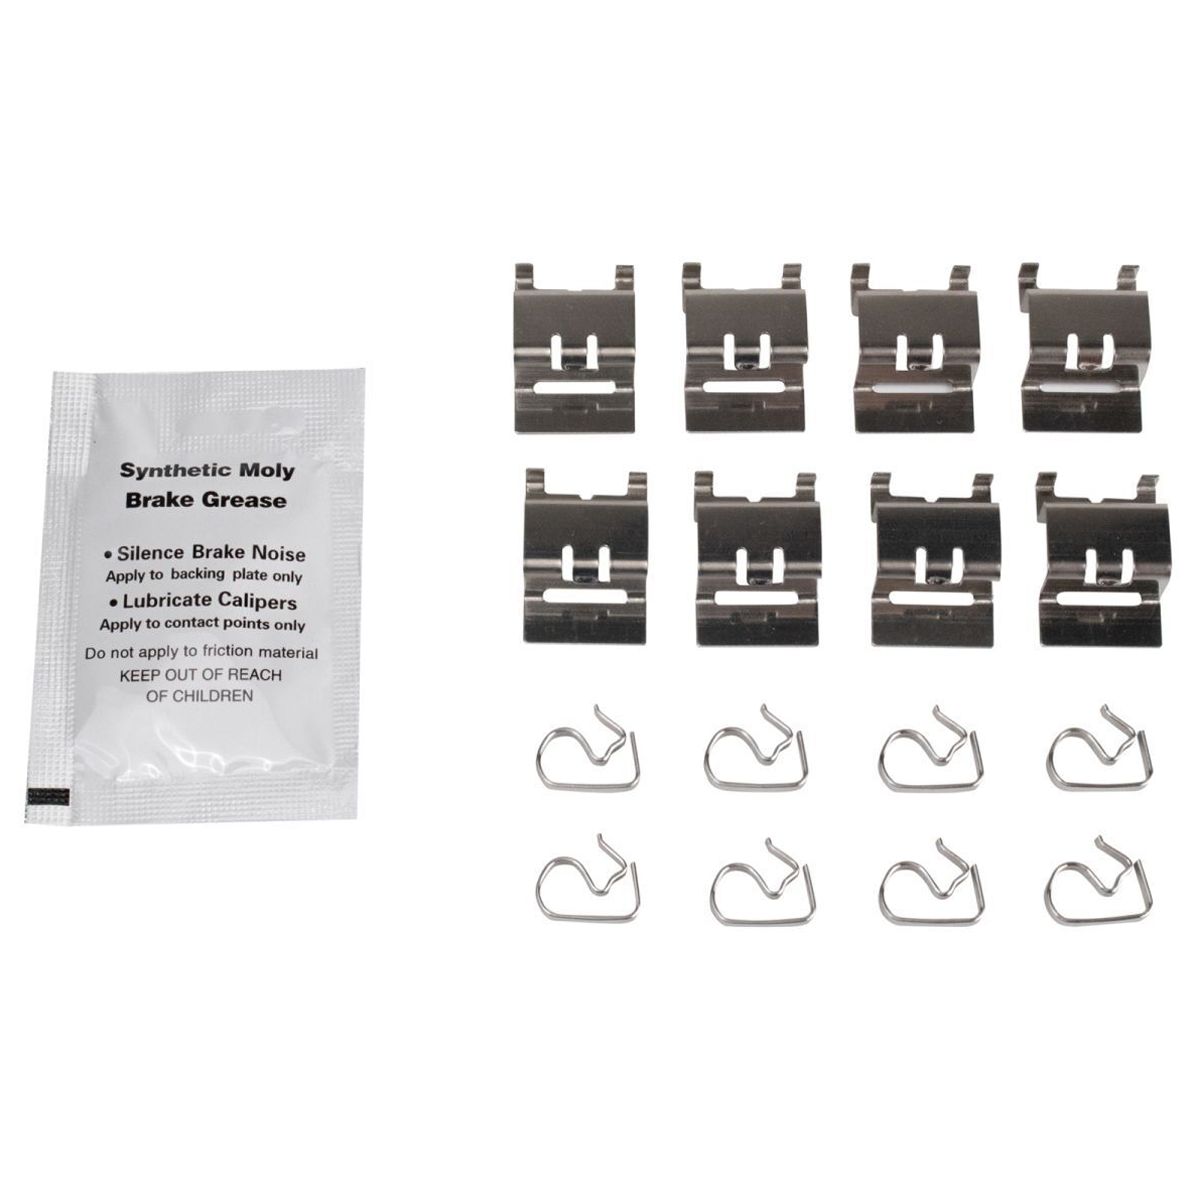 Synthetic Moly
Brake Grease
• Silence Brake Noise
Apply to backing plate only
• Lubricate Calipers
Apply to contact points only
Do not apply to friction material
KEEP OUT OF REACH
OF CHILDREN